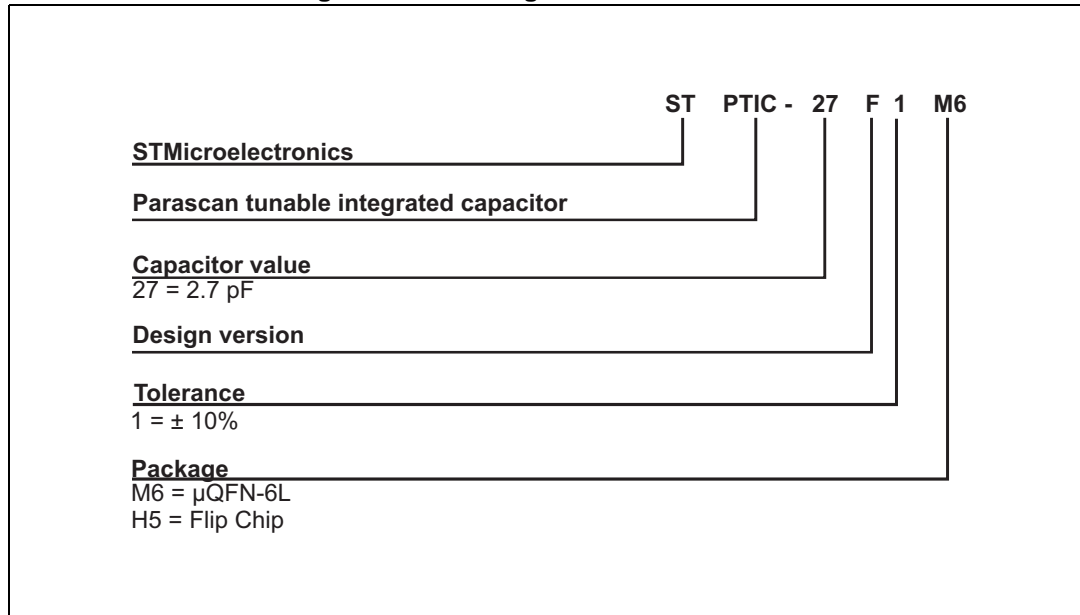 ST PTIC - 27 F 1 M6
STMicroelectronics
Parascan tunable integrated capacitor
Capacitor value
27 = 2.7 pF
Design version
Tolerance
1 = ± 10%
Package
M6 = µQFN-6L
H5 = Flip Chip